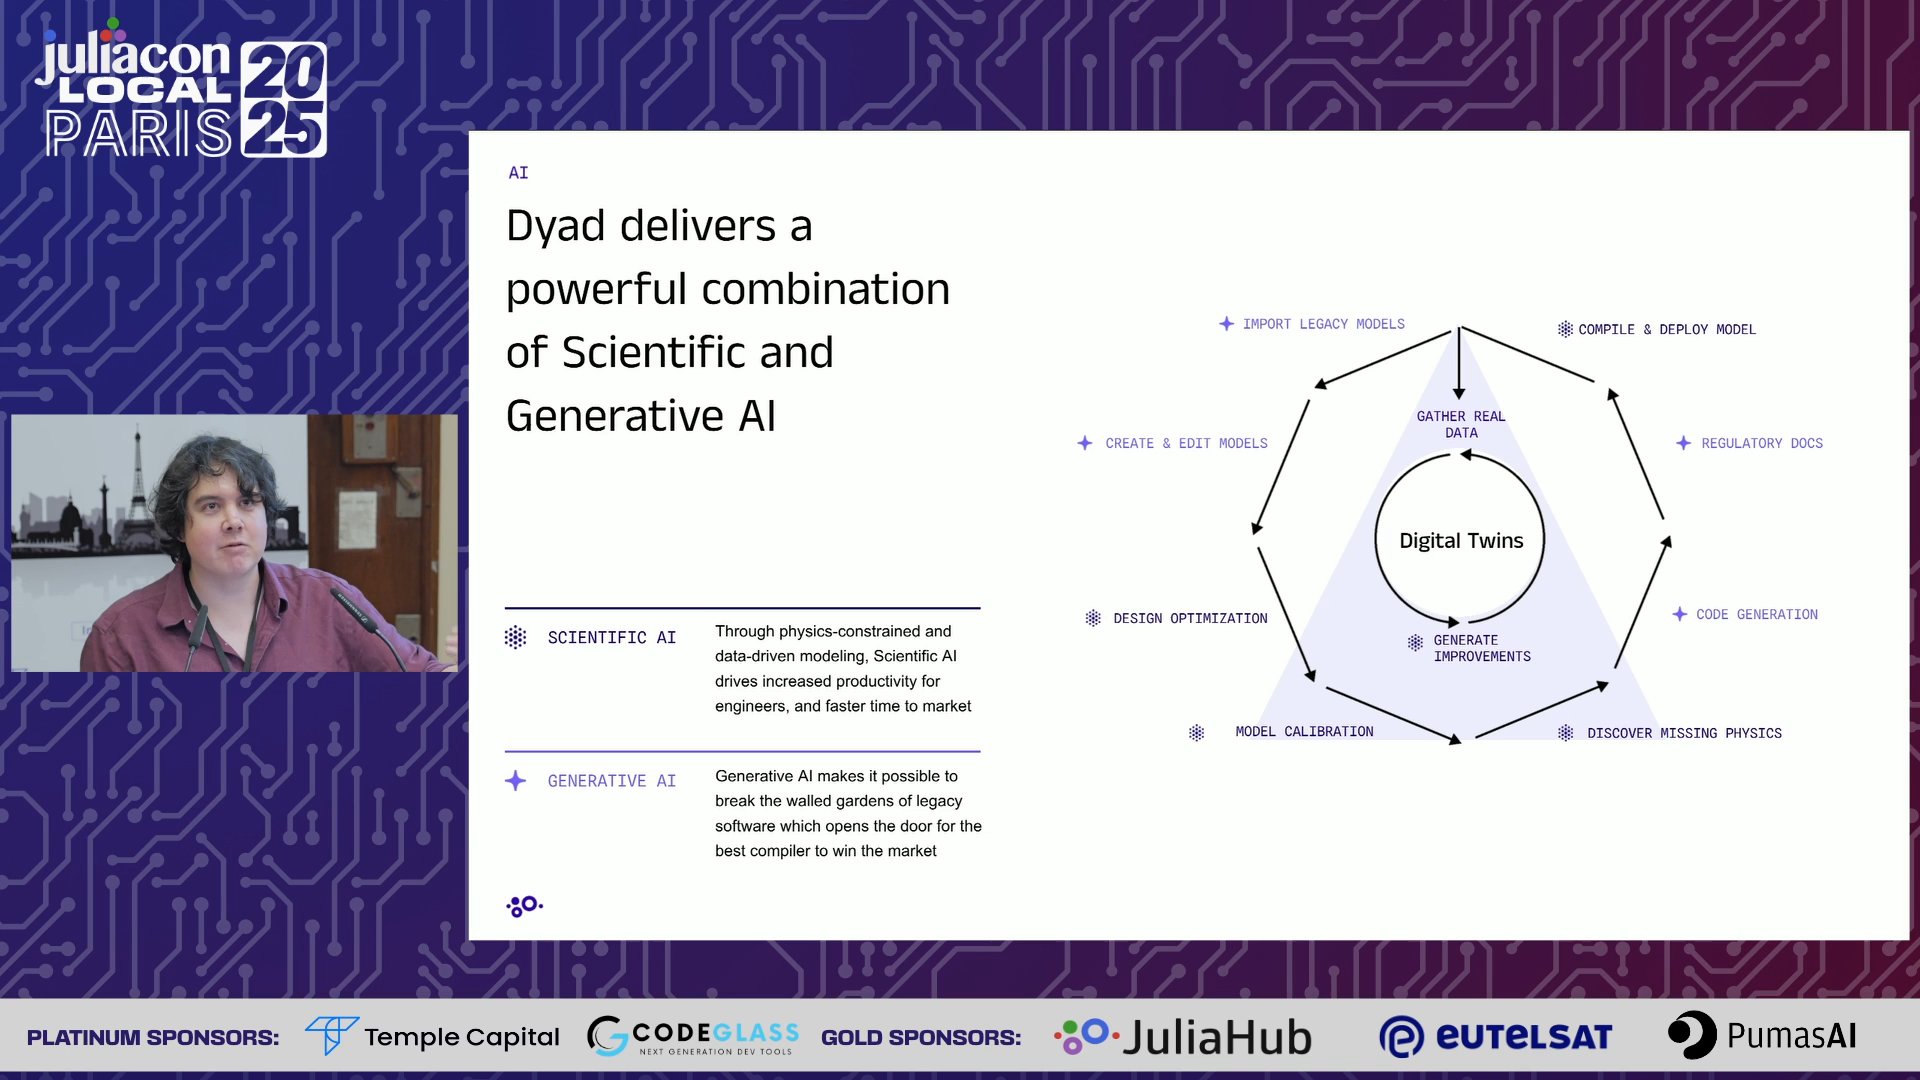 juliacon
LOCAL
PARIS
20
25
AI
Dyad delivers a
powerful combination
of Scientific and
Generative AI
SCIENTIFIC AI
Through physics-constrained and
data-driven modeling, Scientific AI
drives increased productivity for
engineers, and faster time to market
GENERATIVE AI
Generative AI makes it possible to
break the walled gardens of legacy
software which opens the door for the
best compiler to win the market
IMPORT LEGACY MODELS
COMPILE & DEPLOY MODEL
GATHER REAL
DATA
CREATE & EDIT MODELS
REGULATORY DOCS
Digital Twins
DESIGN OPTIMIZATION
CODE GENERATION
GENERATE
IMPROVEMENTS
MODEL CALIBRATION
DISCOVER MISSING PHYSICS
PLATINUM SPONSORS:
Temple Capital
CODEGLASS
NEXT GENERATION DEV TOOLS
GOLD SPONSORS:
JuliaHub
eUTeLSAT
PumasAI